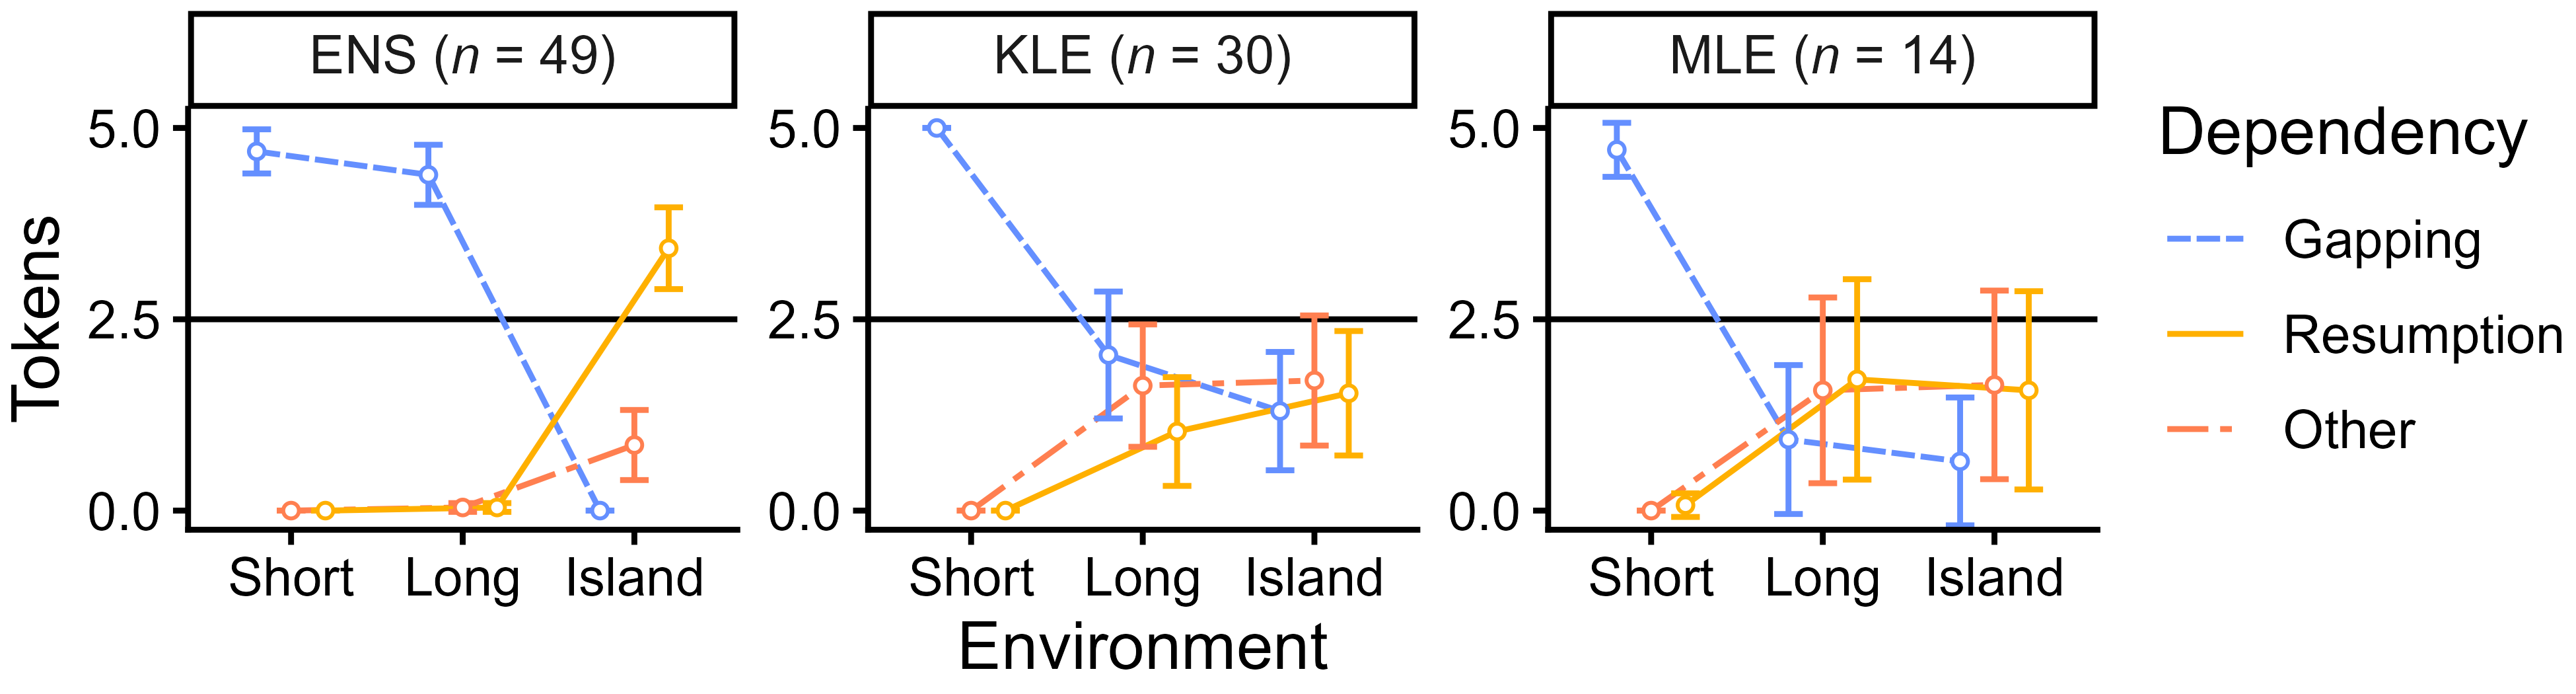 ENS (n = 49)
KLE (n = 30)
MLE (n = 14)
Tokens
5.0
2.5
0.0
Short Long Island
5.0
2.5
0.0
Short Long Island
5.0
2.5
0.0
Short Long Island
Environment
Dependency
Gapping
Resumption
Other